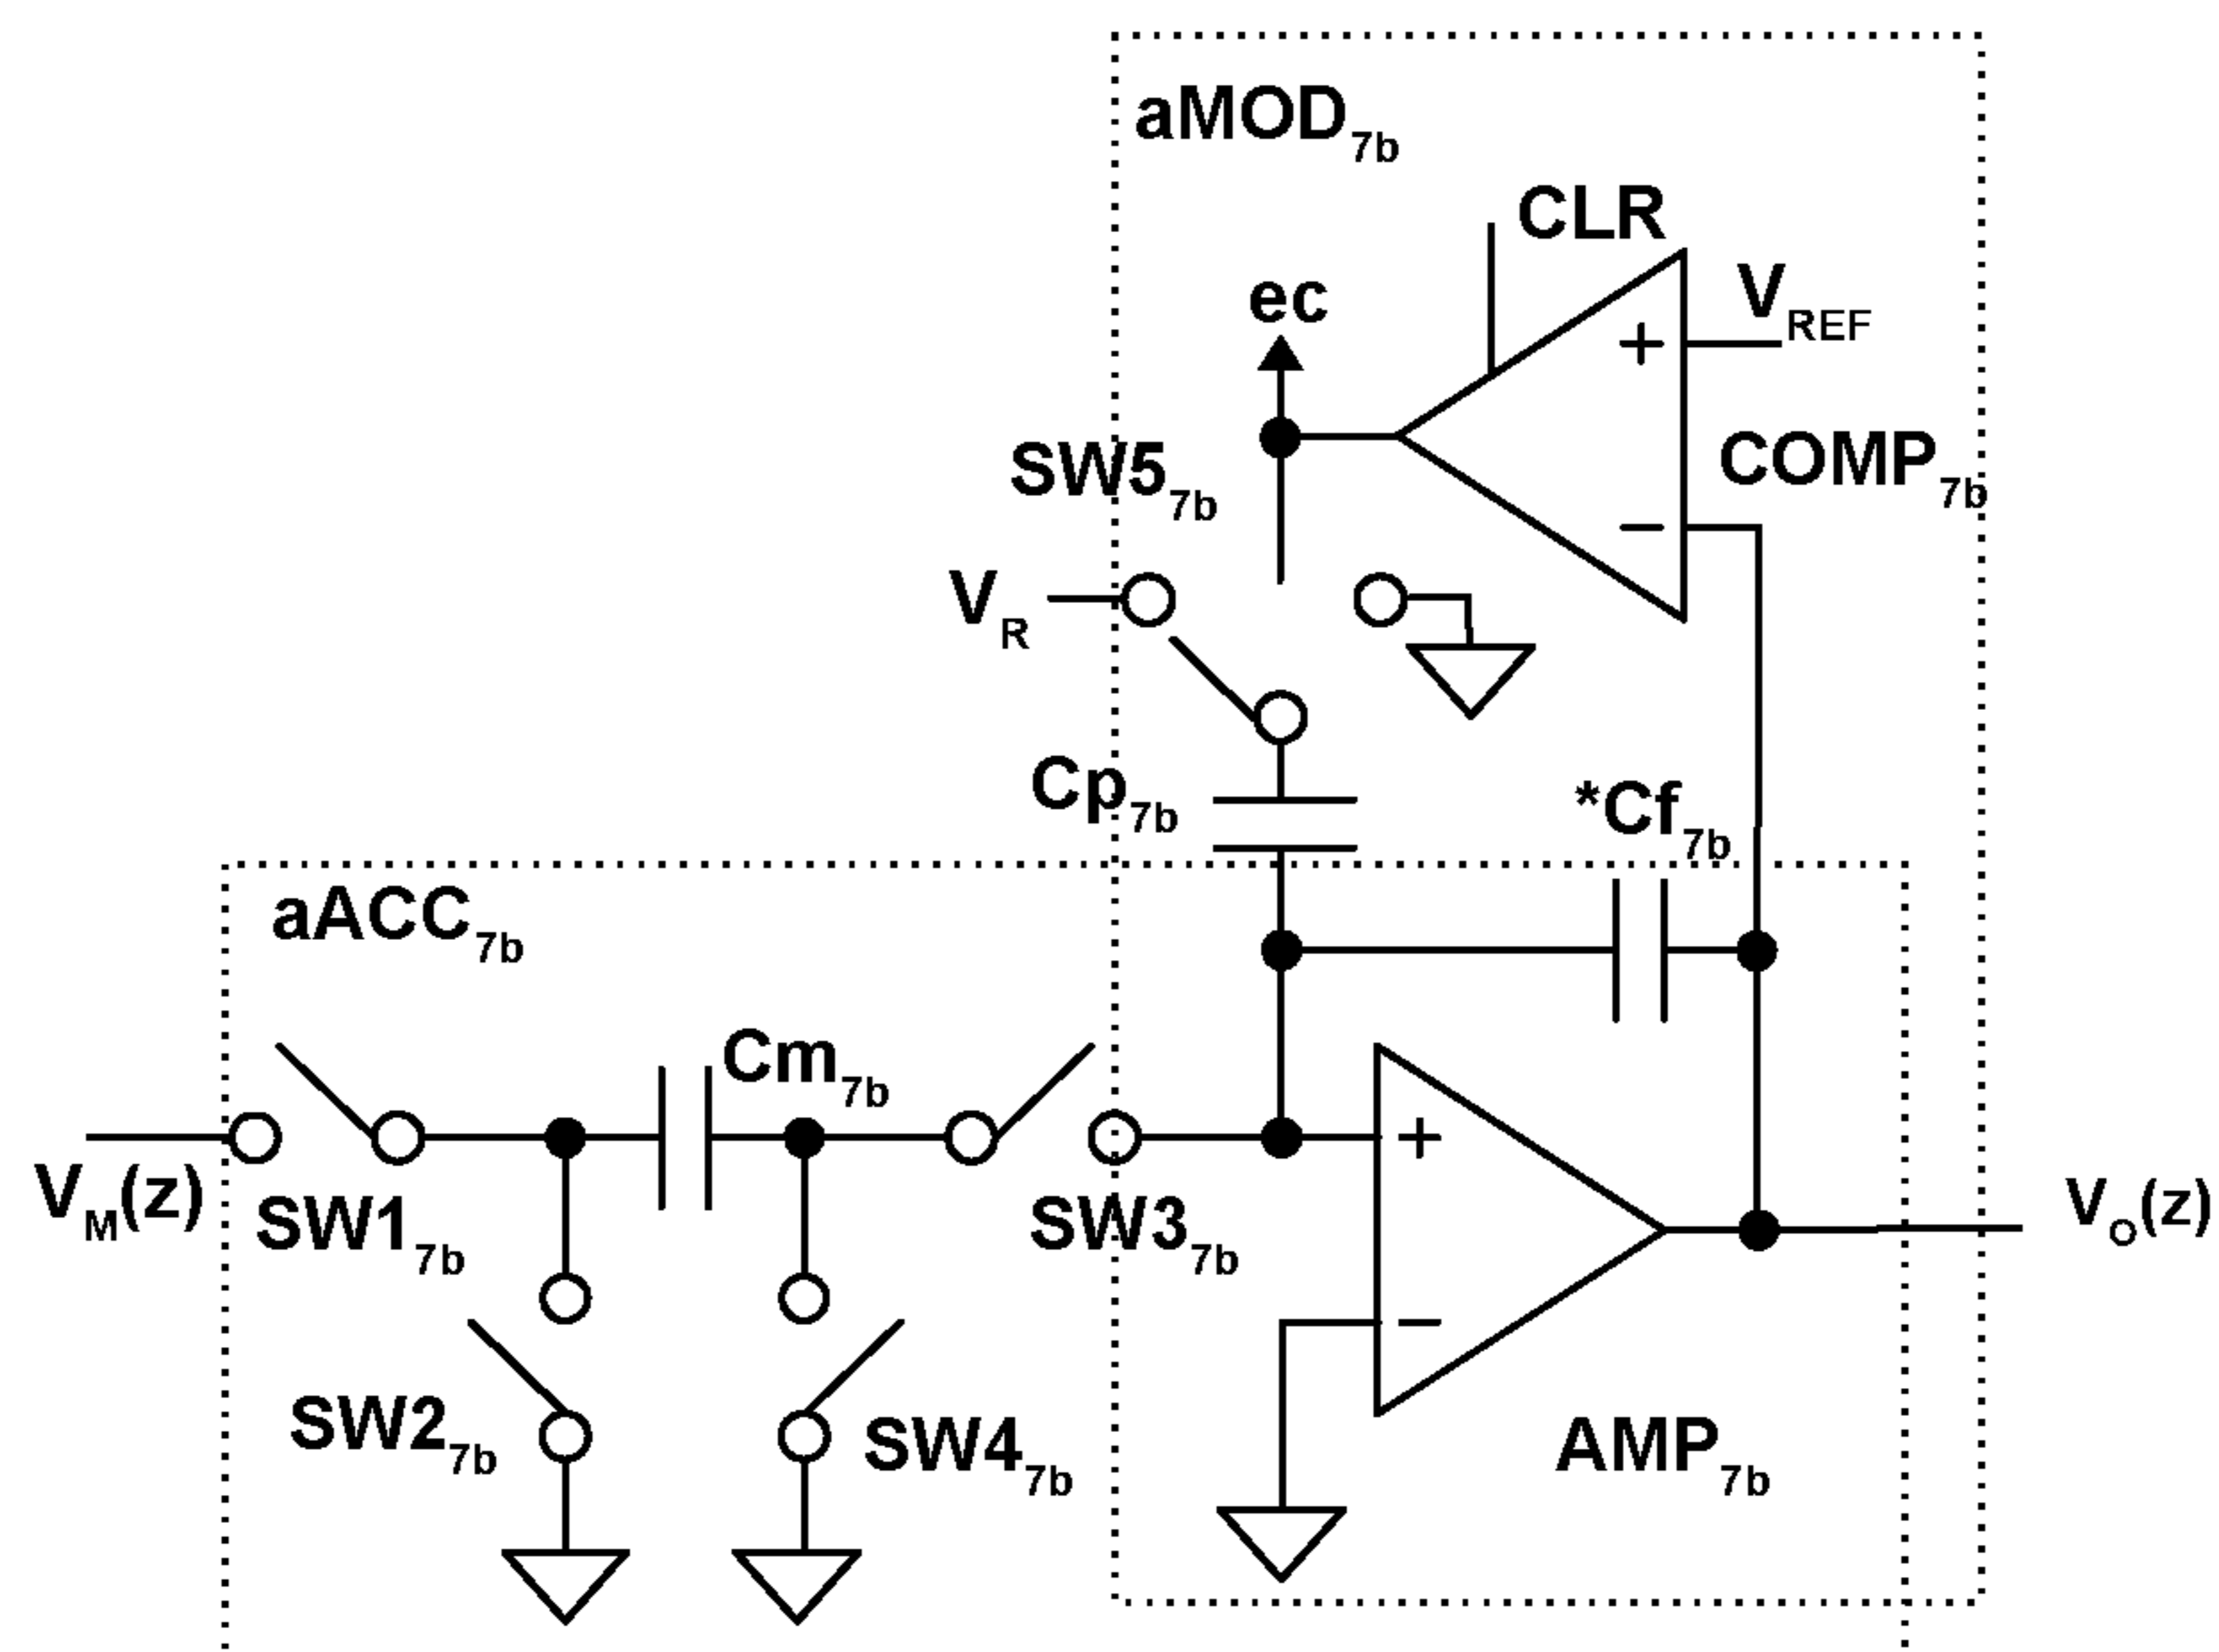 aMOD7b
CLR
ec
VREF
+
SW57b
COMP7b
−
VR
Cp7b
*Cf7b
aACC7b
Cm7b
+
VM(z)
SW17b
SW37b
VO(z)
−
SW27b
SW47b
AMP7b